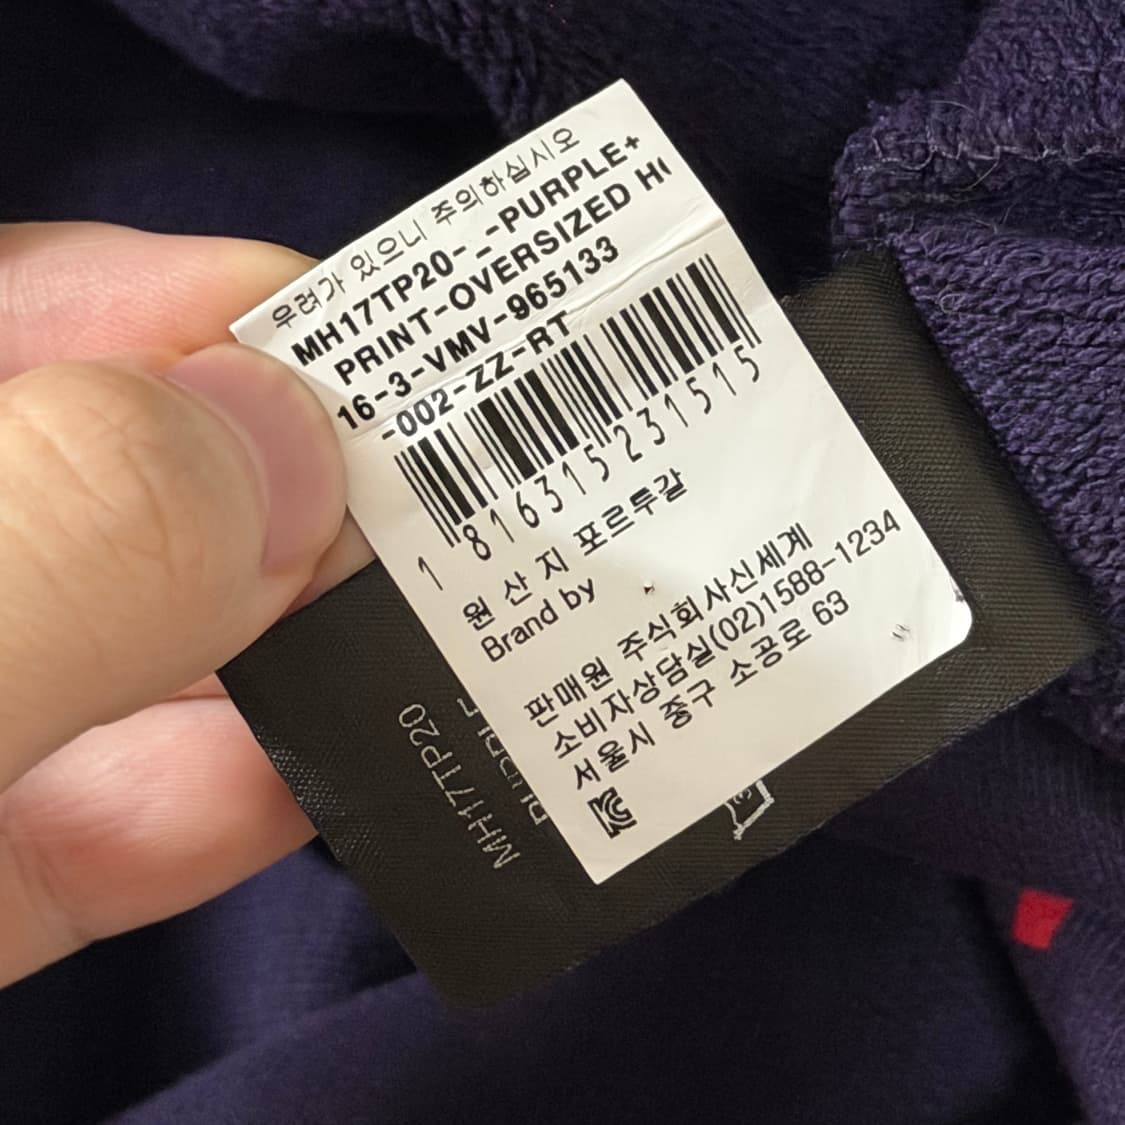 우려가 있으니 주의하십시오
MH17TP20-_-PURPLE+
PRINT-OVERSIZED
16-3-VMV-965133
-002-ZZ-RT
1 816315 231515
원 산 지 포르투갈
Brand by
판매원 주식회사신세계
소비자상담실(02)1588-1234
서울시 중구 소공로 63
MH17TP20